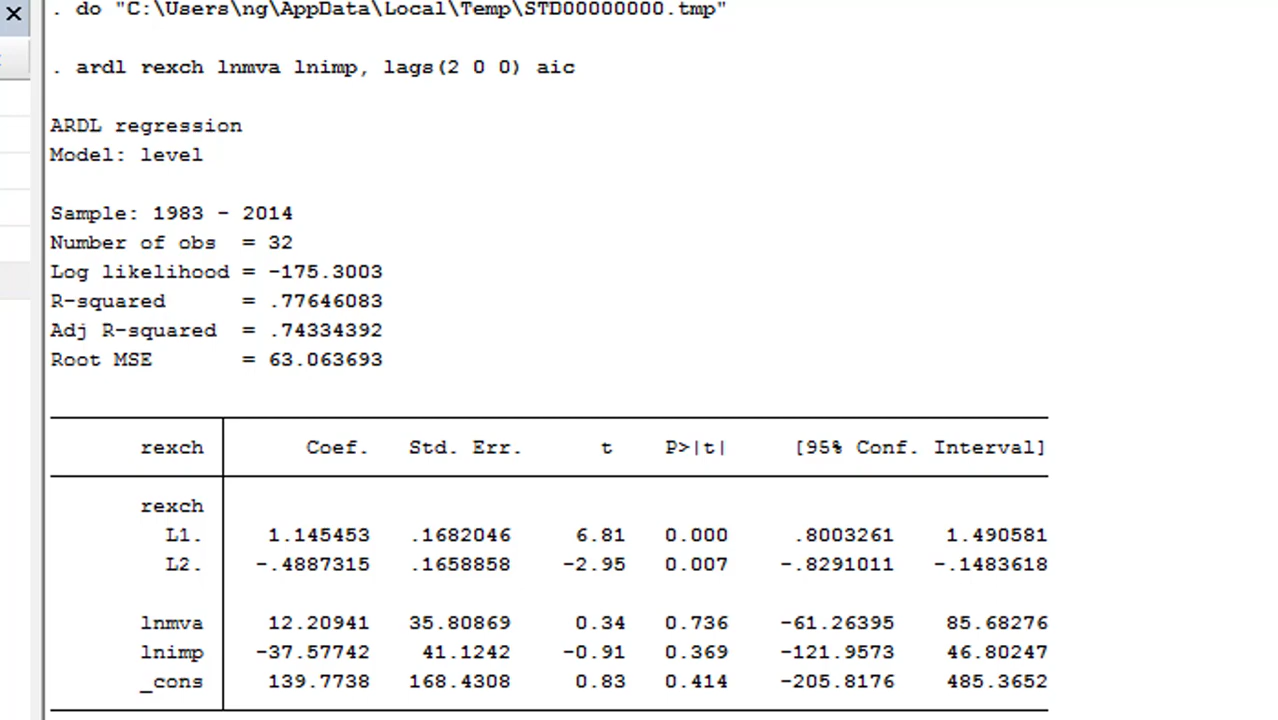 . do "C:\Users\ng\AppData\Local\Temp\STD00000000.tmp"
. ardl rexch lnmva lnimp, lags(2 0 0) aic
ARDL regression
Model: level
Sample: 1983 - 2014
Number of obs = 32
Log likelihood = -175.3003
R-squared = .77646083
Adj R-squared = .74334392
Root MSE = 63.063693
rexch Coef. Std. Err. t P>|t| [95% Conf. Interval]
rexch
L1. 1.145453 .1682046 6.81 0.000 .8003261 1.490581
L2. -.4887315 .1658858 -2.95 0.007 -.8291011 -.1483618
lnmva 12.20941 35.80869 0.34 0.736 -61.26395 85.68276
lnimp -37.57742 41.1242 -0.91 0.369 -121.9573 46.80247
_cons 139.7738 168.4308 0.83 0.414 -205.8176 485.3652